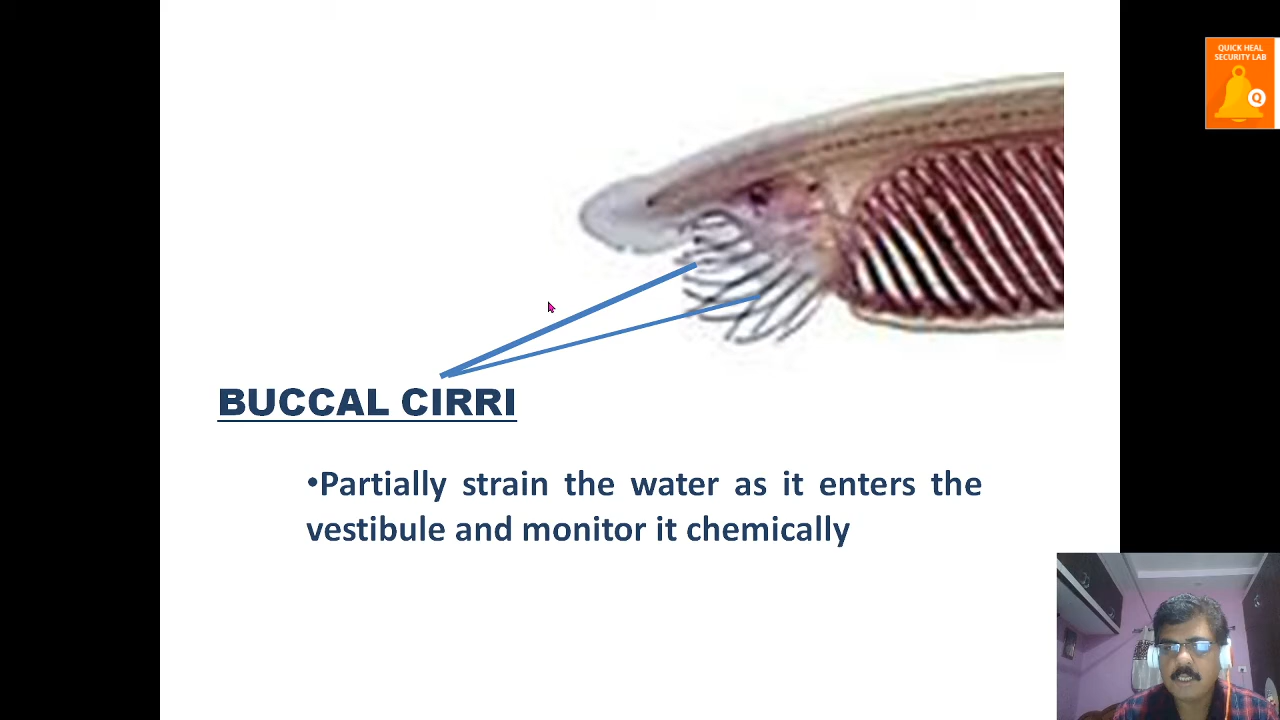 QUICK HEAL
SECURITY LAB
Q
BUCCAL CIRRI
•Partially strain the water as it enters the
vestibule and monitor it chemically